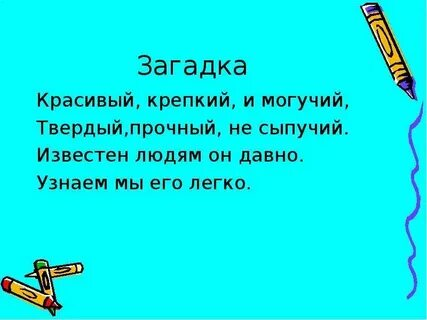 Загадка
Красивый, крепкий, и могучий,
Твердый,прочный, не сыпучий.
Известен людям он давно.
Узнаем мы его легко.